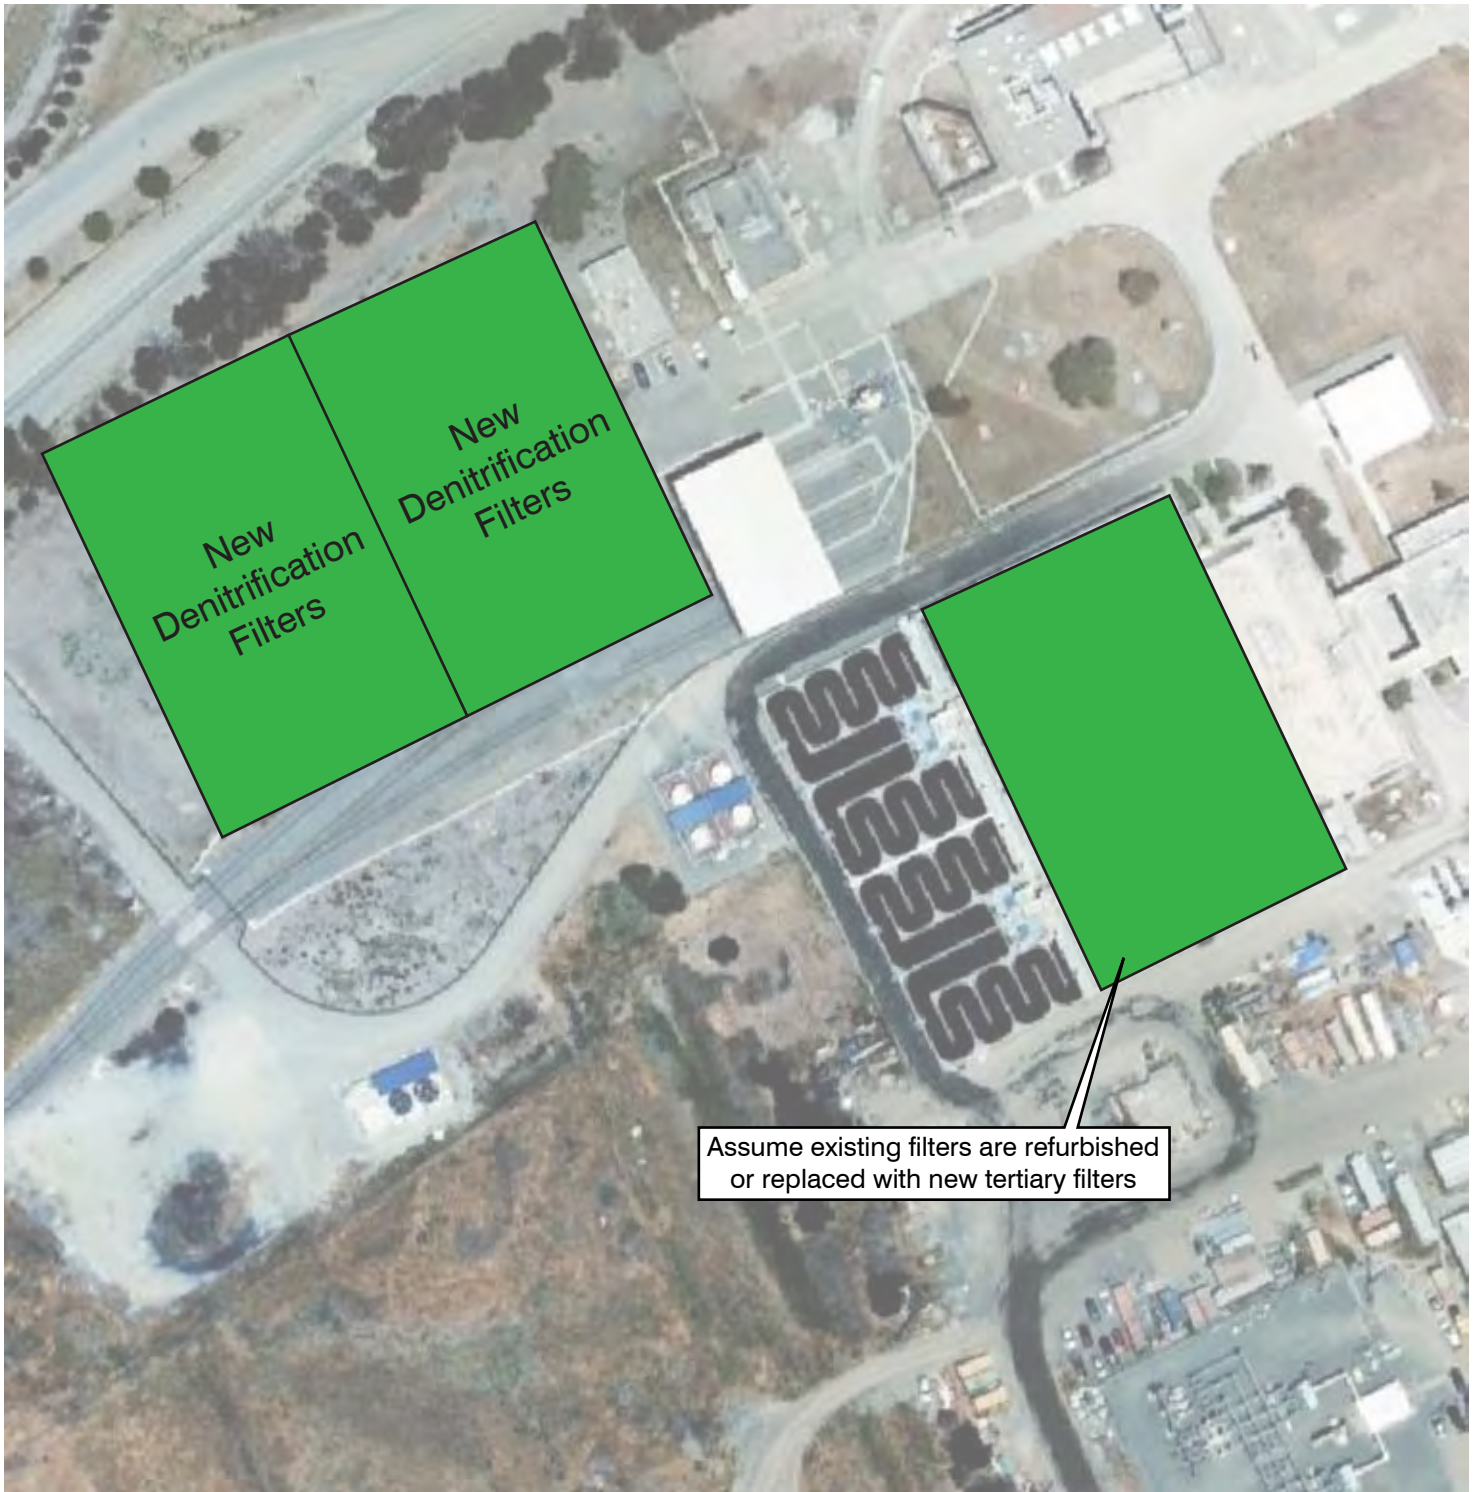 New
Denitrification
Filters
New
Denitrification
Filters
Assume existing filters are refurbished
or replaced with new tertiary filters